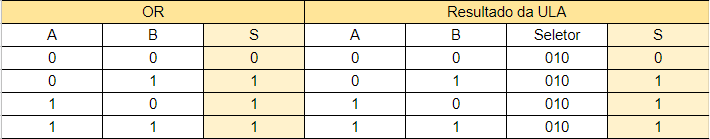 OR Resultado da ULA
A B S A B Seletor S
0 0 0 0 0 010 0
0 1 1 0 1 010 1
1 0 1 1 0 010 1
1 1 1 1 1 010 1